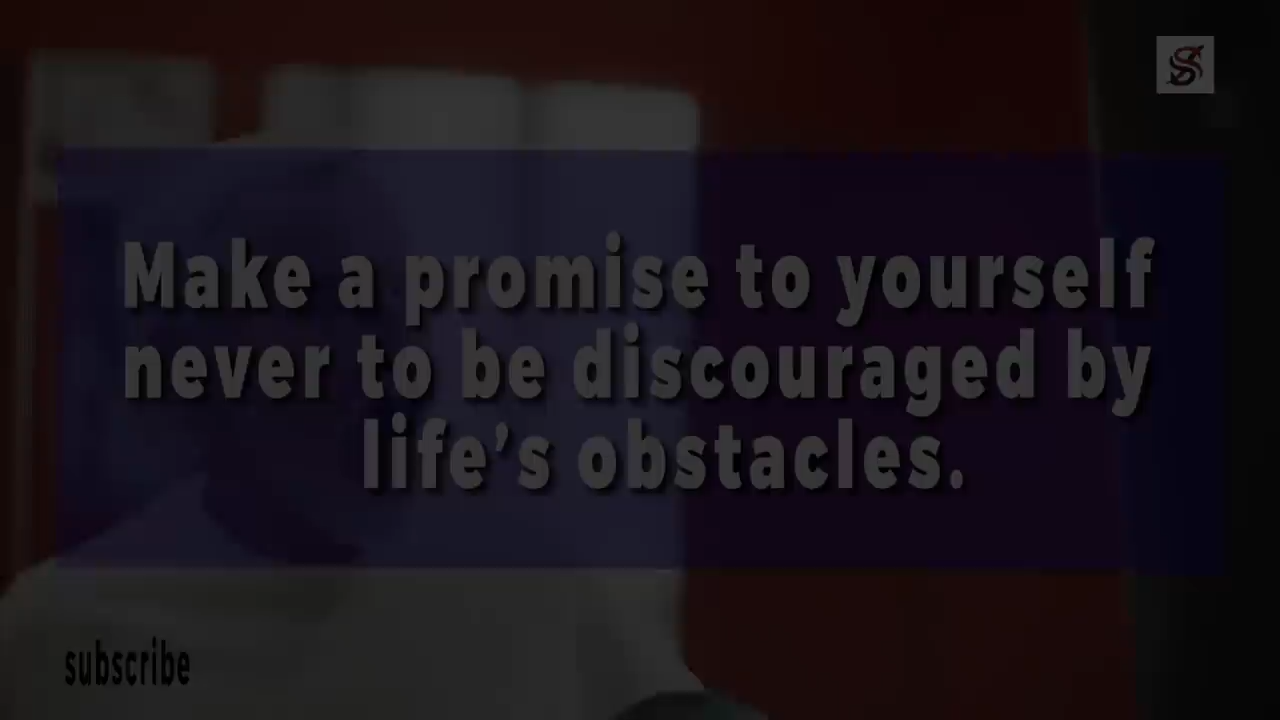 Make a promise to yourself
never to be discouraged by
life’s obstacles.
subscribe